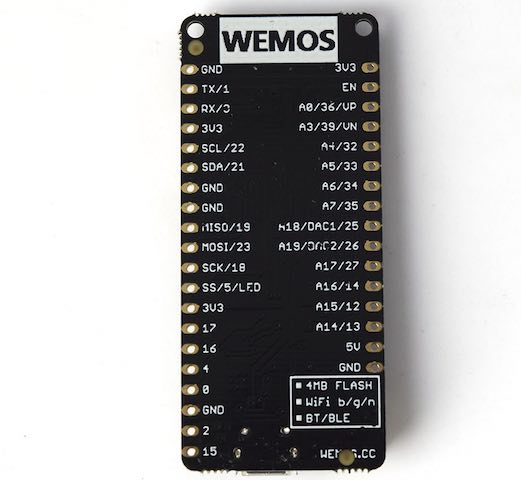 WEMOS
GND 3V3
TX/1 EN
RX/3 A0/36/VP
3V3 A3/39/VN
SCL/22 A4/32
SDA/21 A5/33
GND A6/34
GND A7/35
MISO/19 A18/DAC1/25
MOSI/23 A19/DAC2/26
SCK/18 A17/27
SS/5/LED A16/14
3V3 A15/12
17 A14/13
16 5V
4 GND
0 4MB FLASH
GND WiFi b/g/n
2 BT/BLE
15 WEMOS.CC